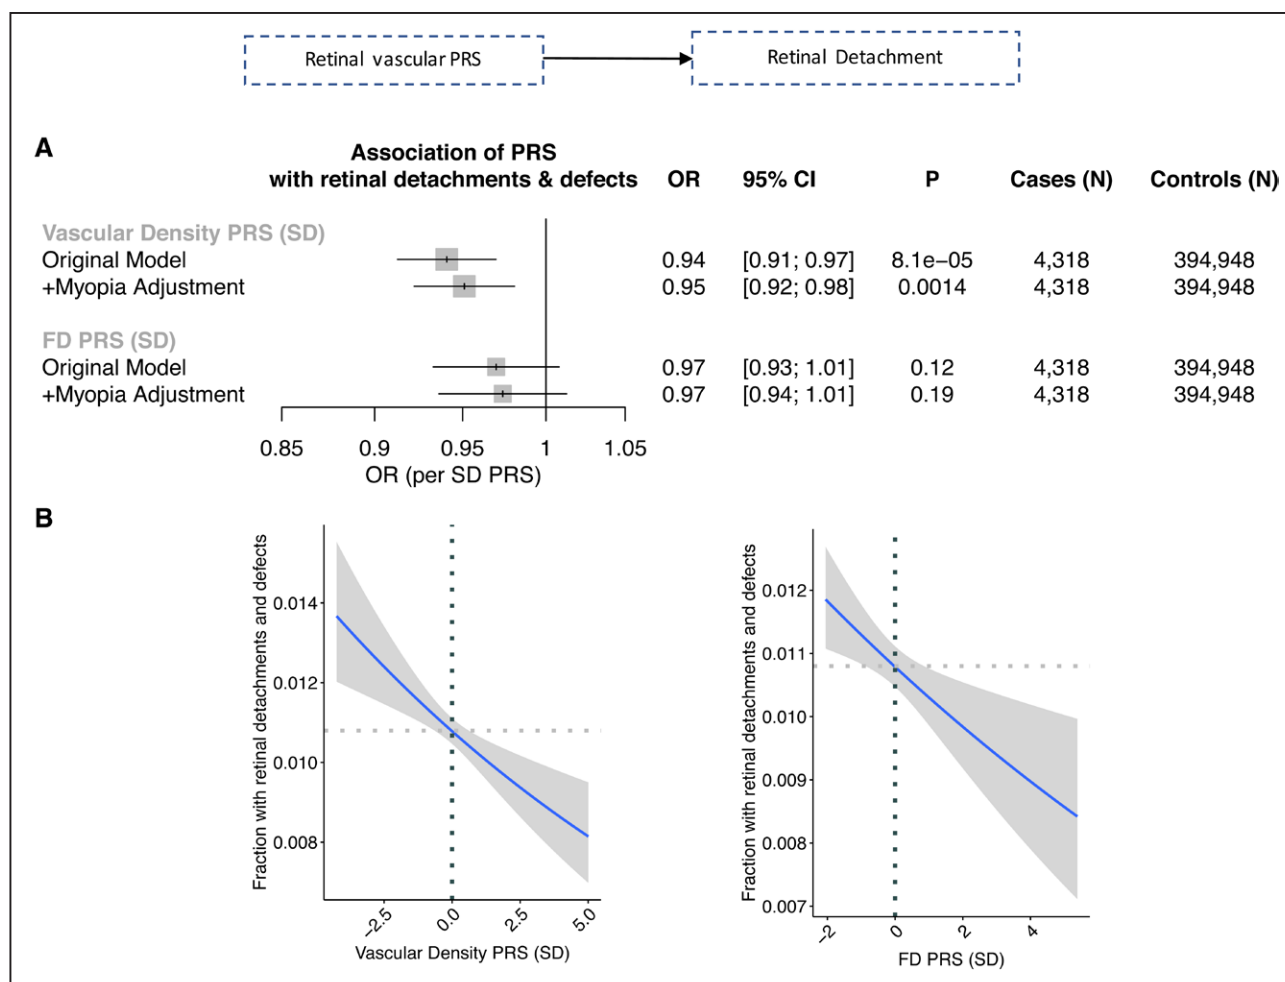 Retinal vascular PRS
Retinal Detachment
A
Association of PRS
with retinal detachments & defects OR 95% CI P Cases (N) Controls (N)
Vascular Density PRS (SD)
Original Model 0.94 [0.91; 0.97] 8.1e−05 4,318 394,948
+Myopia Adjustment 0.95 [0.92; 0.98] 0.0014 4,318 394,948
FD PRS (SD)
Original Model 0.97 [0.93; 1.01] 0.12 4,318 394,948
+Myopia Adjustment 0.97 [0.94; 1.01] 0.19 4,318 394,948
0.85 0.9 0.95 1 1.05
OR (per SD PRS)
B
Fraction with retinal detachments and defects
0.014
0.012
0.010
0.008
−2.5 0.0 2.5 5.0
Vascular Density PRS (SD)
Fraction with retinal detachments and defects
0.012
0.011
0.010
0.009
0.008
0.007
−2 0 2 4
FD PRS (SD)